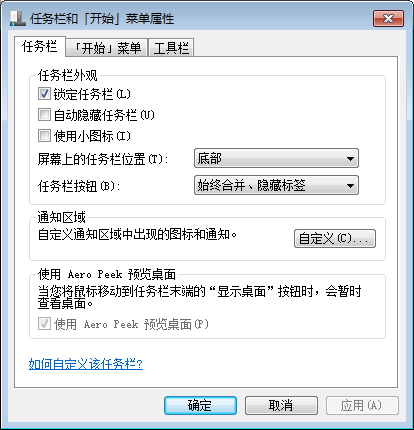 任务栏和「开始」菜单属性
任务栏
「开始」菜单
工具栏
任务栏外观
锁定任务栏(L)
自动隐藏任务栏(U)
使用小图标(I)
屏幕上的任务栏位置(T):
底部
任务栏按钮(B):
始终合并、隐藏标签
通知区域
自定义通知区域中出现的图标和通知。
自定义(C)...
使用 Aero Peek 预览桌面
当您将鼠标移动到任务栏末端的“显示桌面”按钮时，会暂时
查看桌面。
使用 Aero Peek 预览桌面(P)
如何自定义该任务栏?
确定
取消
应用(A)